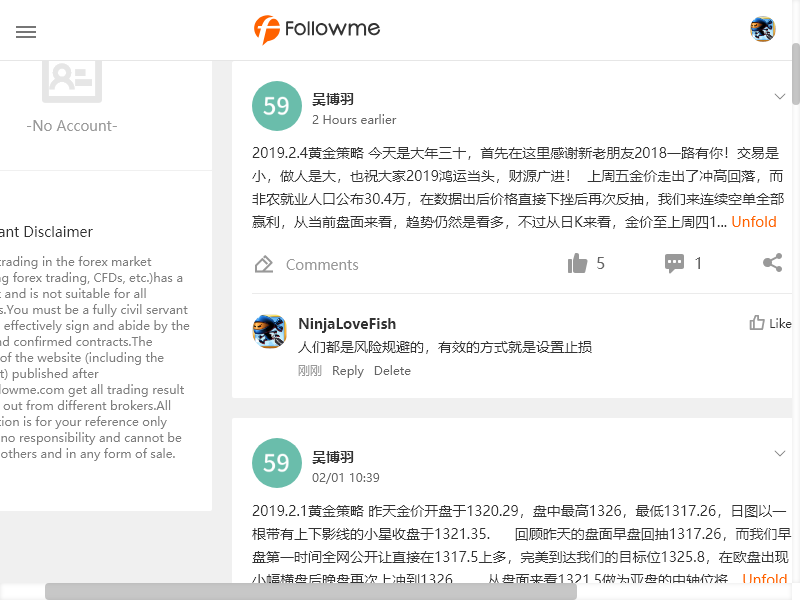 Followme
-No Account-
ant Disclaimer
trading in the forex market
ng forex trading, CFDs, etc.)has a
and is not suitable for all
s.You must be a fully civil servant
effectively sign and abide by the
nd confirmed contracts.The
of the website (including the
t) published after
lowme.com get all trading result
out from different brokers.All
tion is for your reference only
no responsibility and cannot be
others and in any form of sale.
59
吴博羽
2 Hours earlier
2019.2.4黄金策略 今天是大年三十，首先在这里感谢新老朋友2018一路有你！交易是
小，做人是大，也祝大家2019鸿运当头，财源广进！ 上周五金价走出了冲高回落，而
非农就业人口公布30.4万，在数据出后价格直接下挫后再次反抽，我们来连续空单全部
赢利，从当前盘面来看，趋势仍然是看多，不过从日K来看，金价至上周四1... Unfold
Comments 5 1
NinjaLoveFish
Like
人们都是风险规避的，有效的方式就是设置止损
刚刚 Reply Delete
59
吴博羽
02/01 10:39
2019.2.1黄金策略 昨天金价开盘于1320.29，盘中最高1326，最低1317.26，日图以一
根带有上下影线的小星收盘于1321.35. 回顾昨天的盘面早盘回抽1317.26，而我们早
盘第一时间全网公开让直接在1317.5上多，完美到达我们的目标位1325.8，在欧盘出现
小幅横盘后晚盘再次上冲到1326 从盘面来看1321.5做为亚盘的中轴位将 Unfold